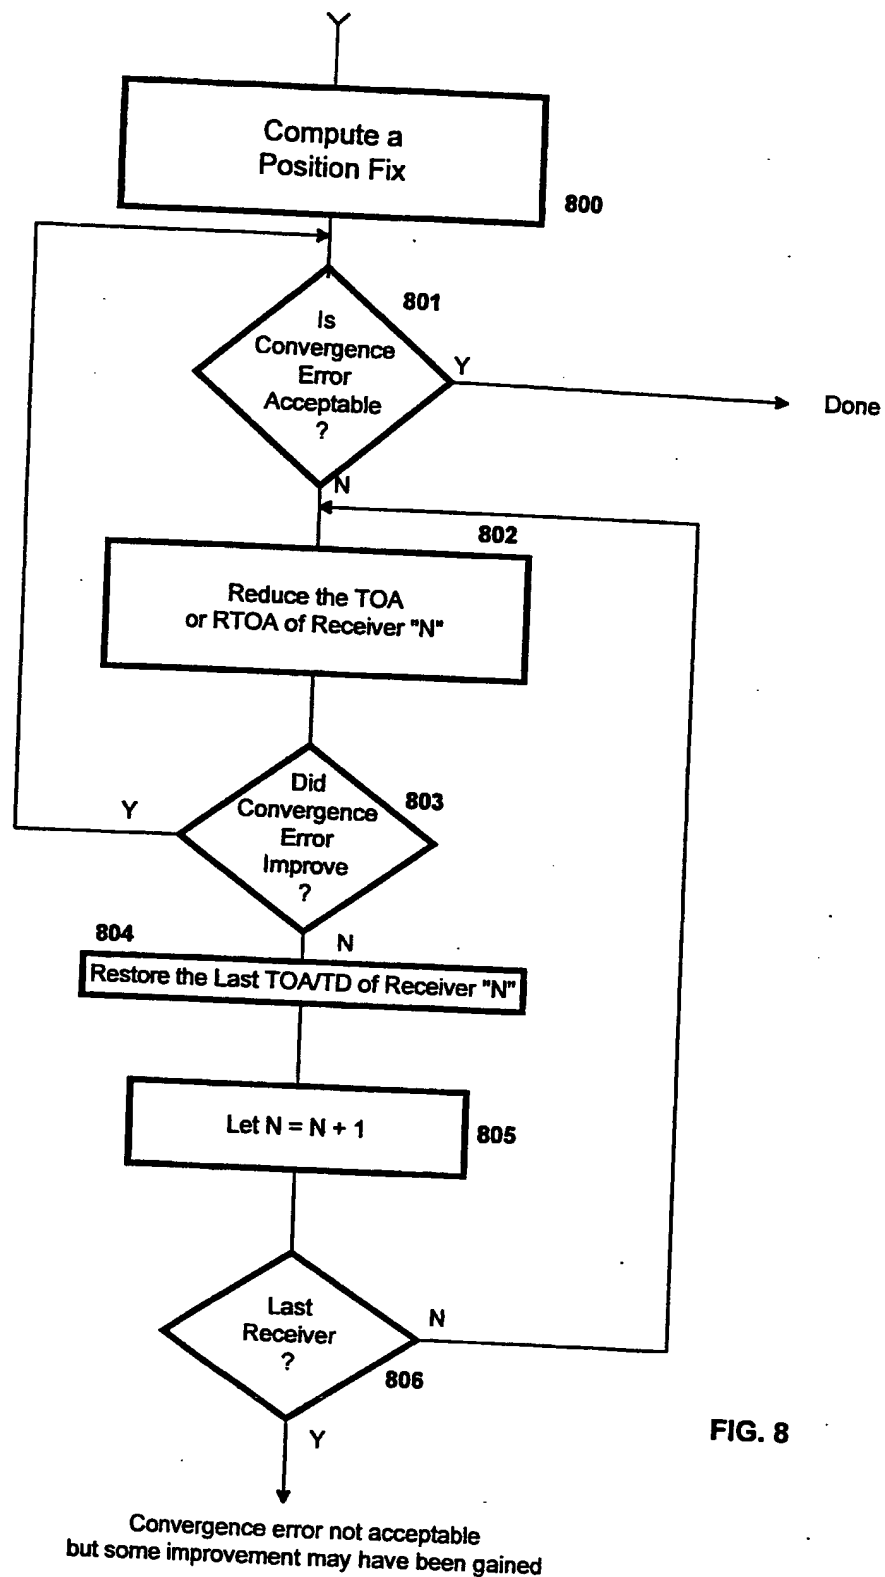 Compute a
Position Fix
800
801
Is
Convergence
Error
Acceptable
?
Y
Done
N
802
Reduce the TOA
or RTOA of Receiver "N"
Did
Convergence
Error
Improve
?
803
Y
804
N
Restore the Last TOA/TD of Receiver "N"
Let N = N + 1
805
Last
Receiver
?
N
806
Y
FIG. 8
Convergence error not acceptable
but some improvement may have been gained